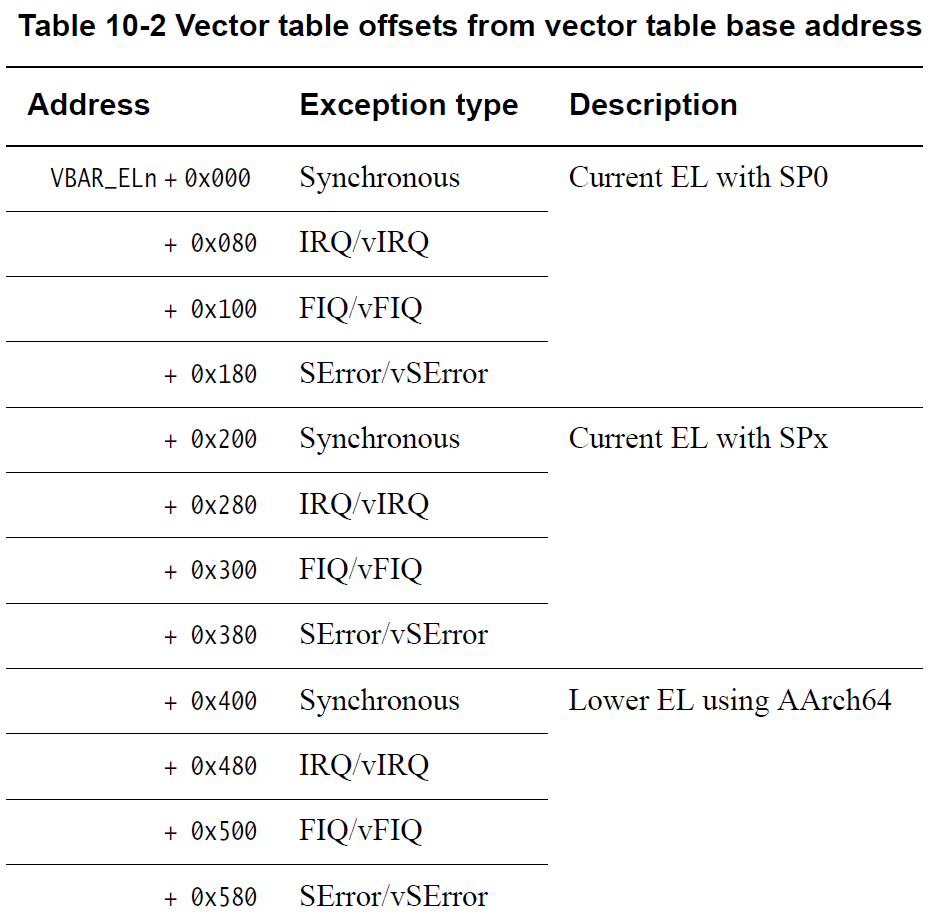 Table 10-2 Vector table offsets from vector table base address
Address Exception type Description
VBAR_ELn + 0x000 Synchronous Current EL with SP0
+ 0x080 IRQ/vIRQ
+ 0x100 FIQ/vFIQ
+ 0x180 SError/vSError
+ 0x200 Synchronous Current EL with SPx
+ 0x280 IRQ/vIRQ
+ 0x300 FIQ/vFIQ
+ 0x380 SError/vSError
+ 0x400 Synchronous Lower EL using AArch64
+ 0x480 IRQ/vIRQ
+ 0x500 FIQ/vFIQ
+ 0x580 SError/vSError